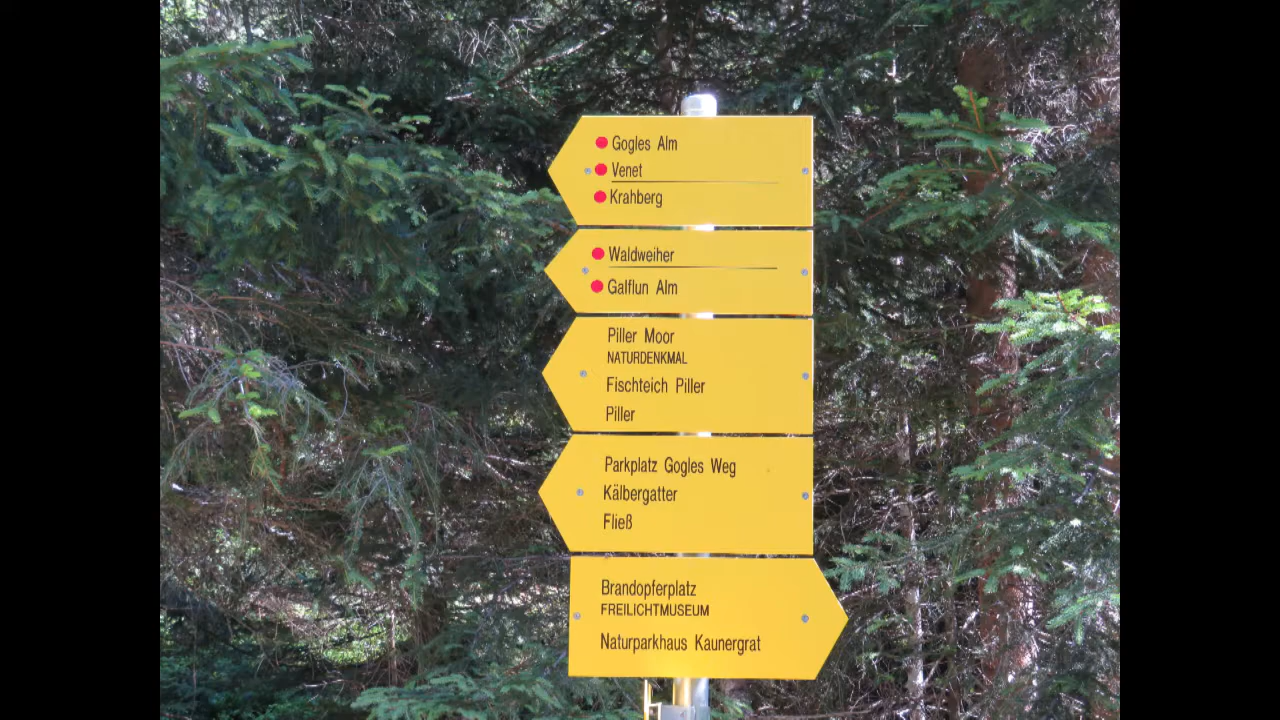 Gogles Alm
Venet
Krahberg
Waldweiher
Galflun Alm
Piller Moor
NATURDENKMAL
Fischteich Piller
Piller
Parkplatz Gogles Weg
Kälbergatter
Fließ
Brandopferplatz
FREILICHTMUSEUM
Naturparkhaus Kaunergrat